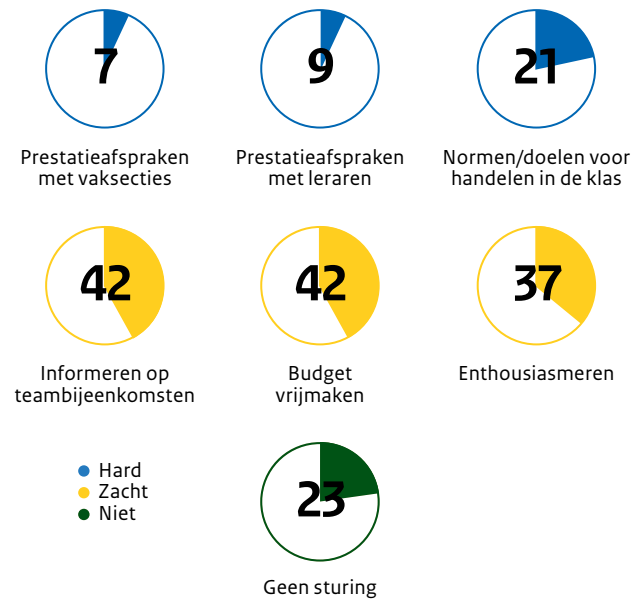 7
9
21
Prestatieafspraken
met vaksecties
Prestatieafspraken
met leraren
Normen/doelen voor
handelen in de klas
42
42
37
Informeren op
teambijeenkomsten
Budget
vrijmaken
Enthousiasmeren
Hard
Zacht
Niet
23
Geen sturing